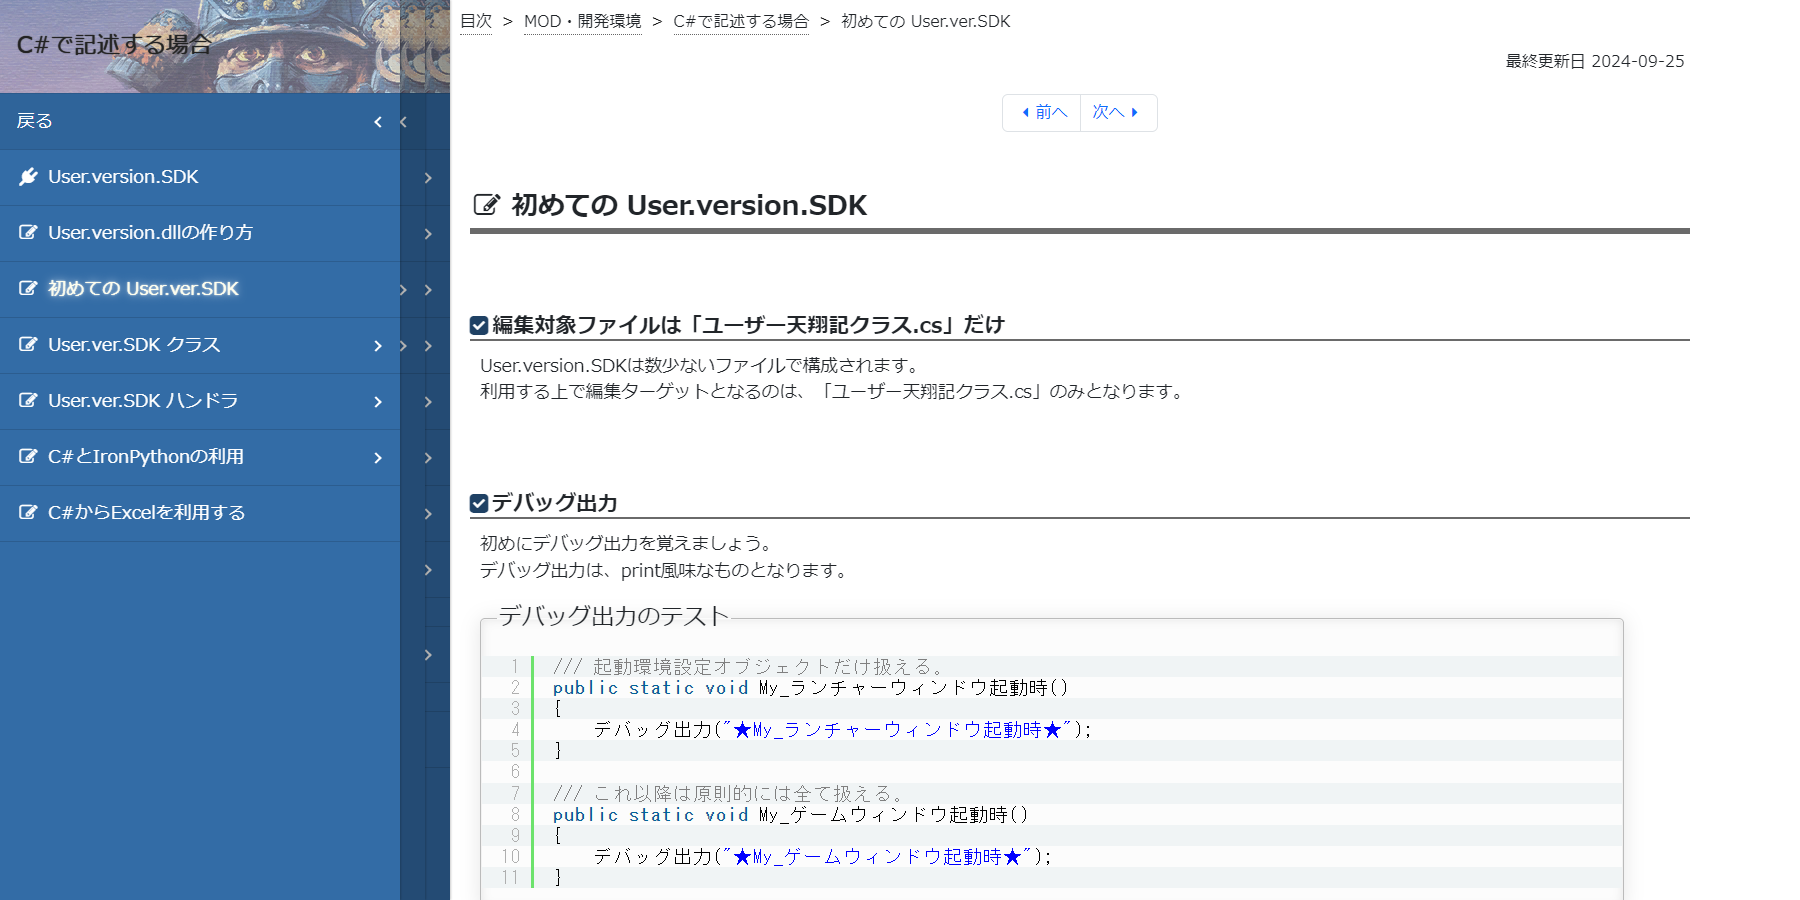 C#で記述する場合
戻る
User.version.SDK
User.version.dllの作り方
初めての User.ver.SDK
User.ver.SDK クラス
User.ver.SDK ハンドラ
C#とIronPythonの利用
C#からExcelを利用する
目次 > MOD・開発環境 > C#で記述する場合 > 初めての User.ver.SDK
最終更新日 2024-09-25
前へ 次へ
初めての User.version.SDK
編集対象ファイルは「ユーザー天翔記クラス.cs」だけ
User.version.SDKは数少ないファイルで構成されます。
利用する上で編集ターゲットとなるのは、「ユーザー天翔記クラス.cs」のみとなります。
デバッグ出力
初めにデバッグ出力を覚えましょう。
デバッグ出力は、print風味なものとなります。
デバッグ出力のテスト
1 /// 起動環境設定オブジェクトだけ扱える。
2 public static void My_ランチャーウィンドウ起動時()
3 {
4 デバッグ出力("★My_ランチャーウィンドウ起動時★");
5 }
6
7 /// これ以降は原則的には全て扱える。
8 public static void My_ゲームウィンドウ起動時()
9 {
10 デバッグ出力("★My_ゲームウィンドウ起動時★");
11 }